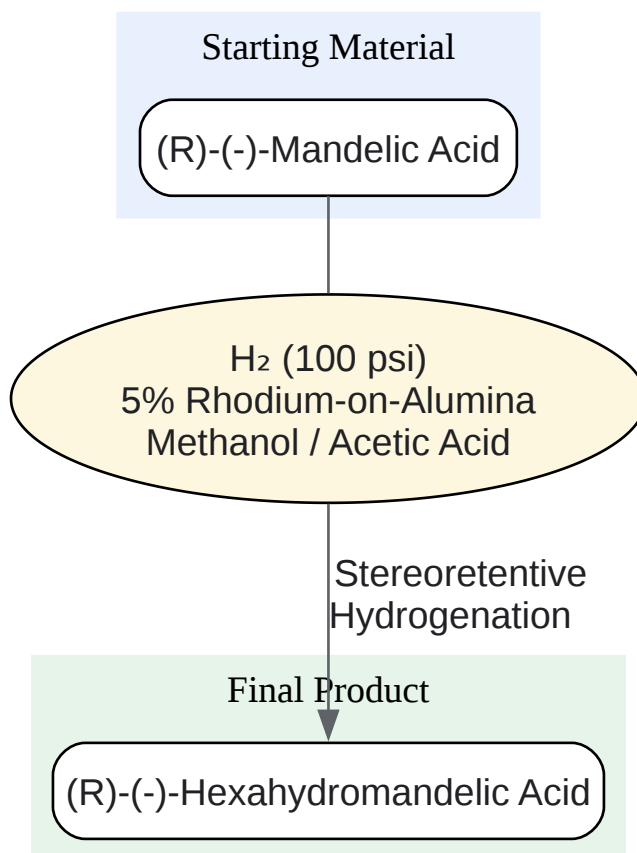 Starting Material
(R)-(-)-Mandelic Acid
H₂ (100 psi)
5% Rhodium-on-Alumina
Methanol / Acetic Acid
Stereoretentive
Hydrogenation
Final Product
(R)-(-)-Hexahydromandelic Acid